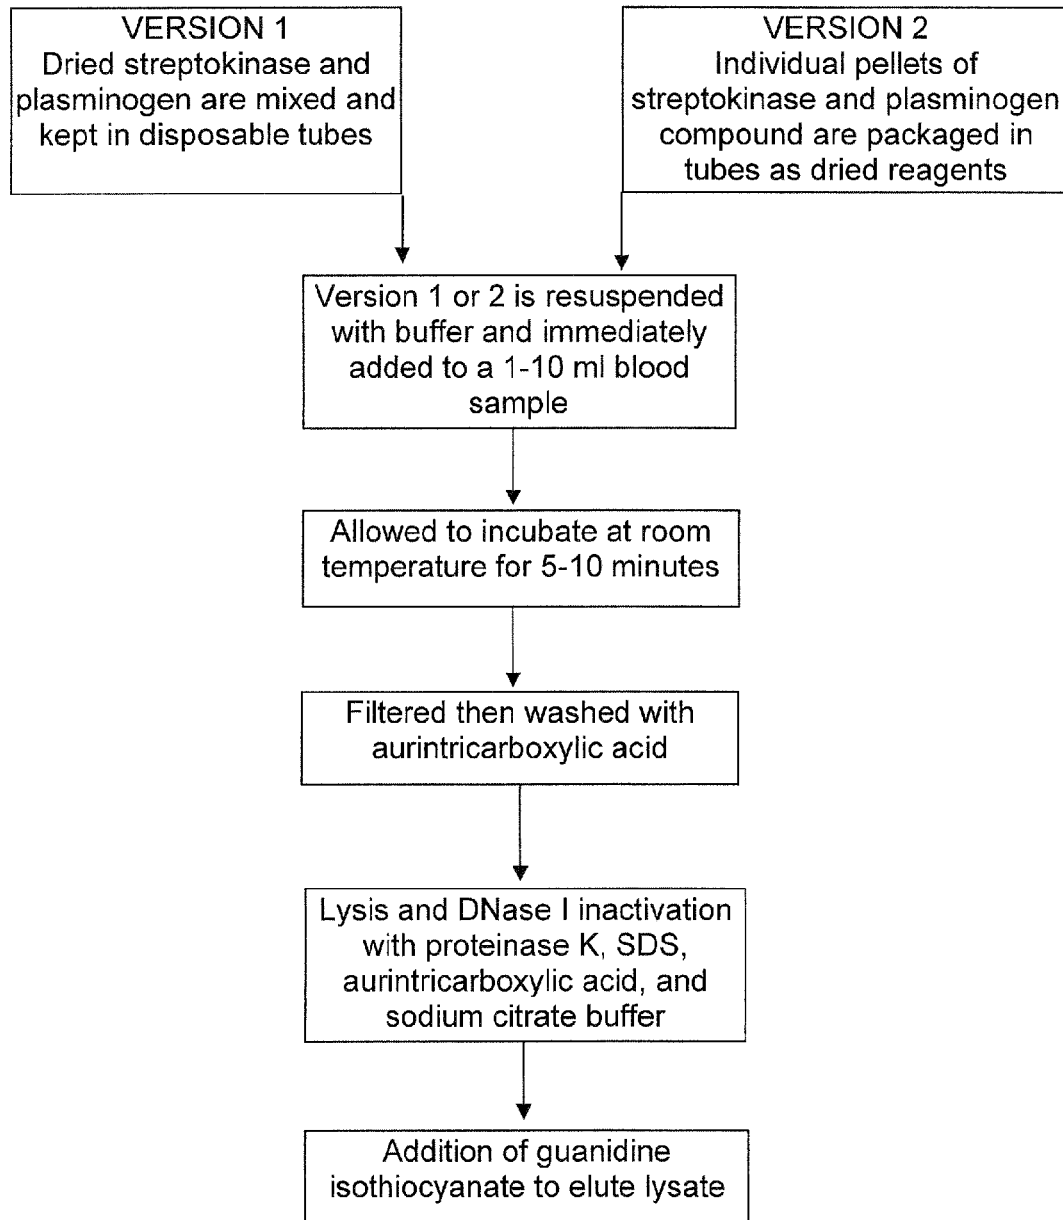 VERSION 1
Dried streptokinase and
plasminogen are mixed and
kept in disposable tubes
VERSION 2
Individual pellets of
streptokinase and plasminogen
compound are packaged in
tubes as dried reagents
Version 1 or 2 is resuspended
with buffer and immediately
added to a 1-10 ml blood
sample
Allowed to incubate at room
temperature for 5-10 minutes
Filtered then washed with
aurintricarboxylic acid
Lysis and DNase I inactivation
with proteinase K, SDS,
aurintricarboxylic acid, and
sodium citrate buffer
Addition of guanidine
isothiocyanate to elute lysate